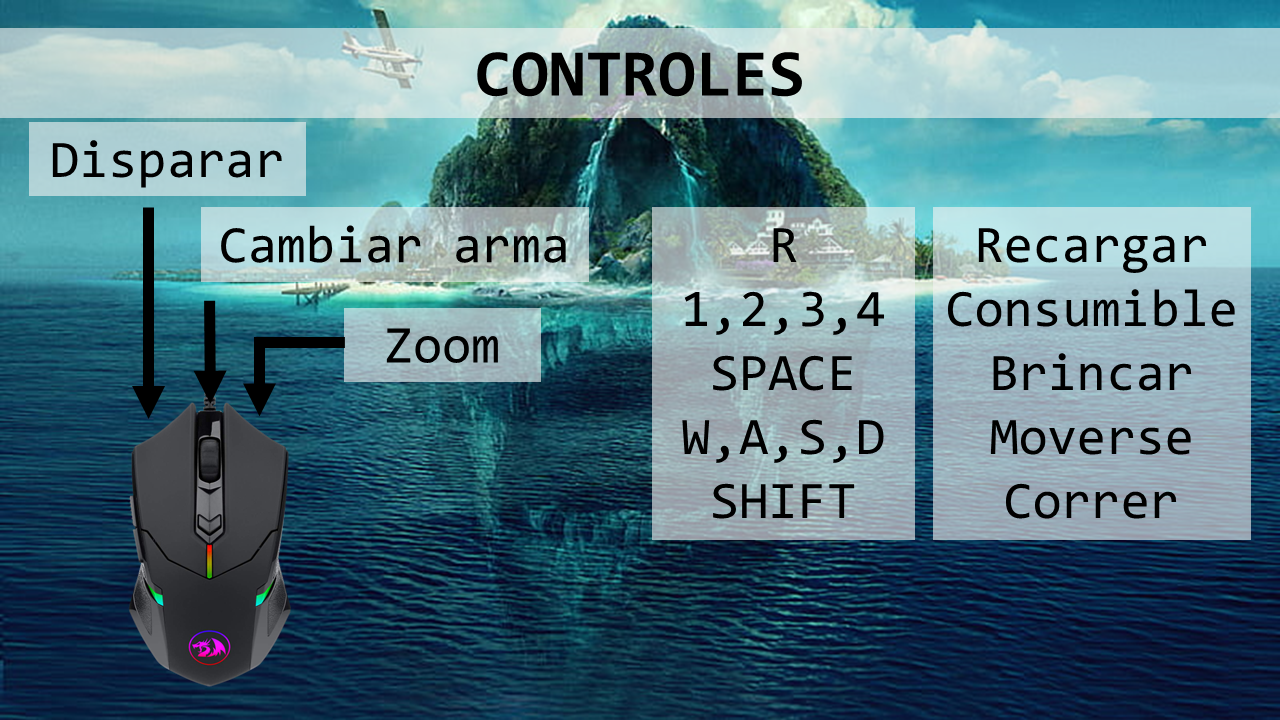 CONTROLES
Disparar
Cambiar arma
Zoom
R
1,2,3,4
SPACE
W,A,S,D
SHIFT
Recargar
Consumible
Brincar
Moverse
Correr